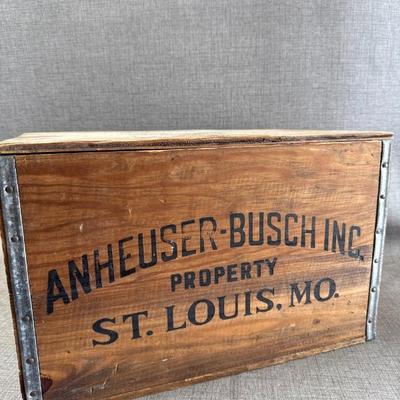 ANHEUSER-BUSCH INC.
PROPERTY
ST. LOUIS, MO.